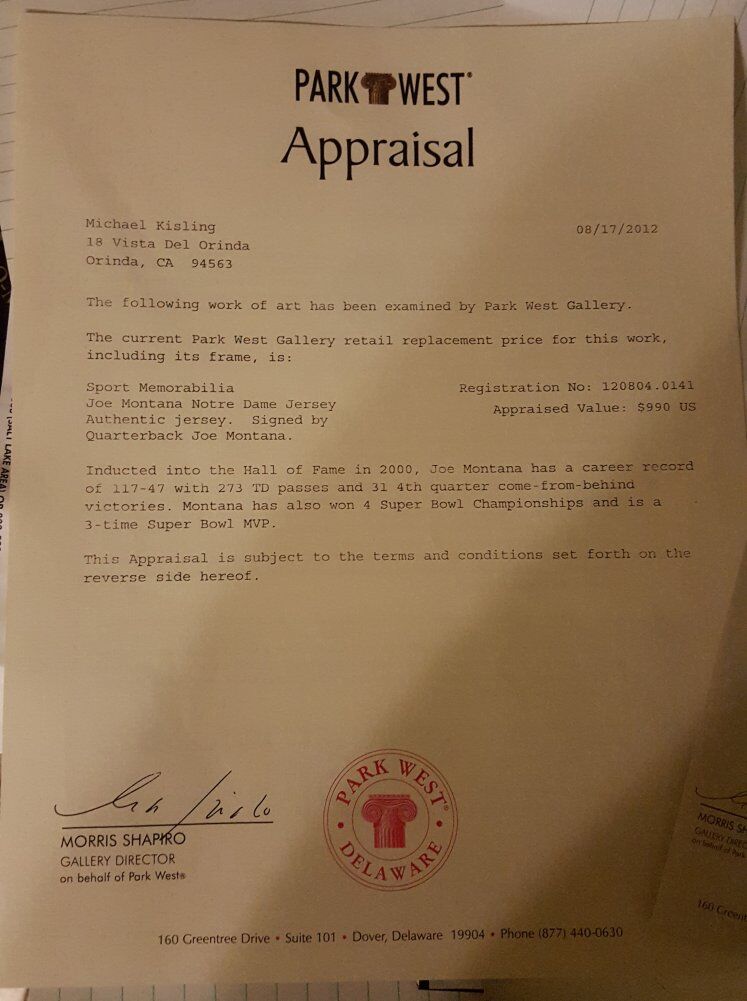 PARK WEST®
Appraisal
Michael Kisling
08/17/2012
18 Vista Del Orinda
Orinda, CA 94563
The following work of art has been examined by Park West Gallery.
The current Park West Gallery retail replacement price for this work,
including its frame, is:
Sport Memorabilia
Registration No: 120804.0141
Joe Montana Notre Dame Jersey
Appraised Value: $990 US
Authentic jersey. Signed by
Quarterback Joe Montana.
Inducted into the Hall of Fame in 2000, Joe Montana has a career record
of 117-47 with 273 TD passes and 31 4th quarter come-from-behind
victories. Montana has also won 4 Super Bowl Championships and is a
3-time Super Bowl MVP.
This Appraisal is subject to the terms and conditions set forth on the
reverse side hereof.
MORRIS SHAPIRO
GALLERY DIRECTOR
on behalf of Park West®
PARK WEST®
DELAWARE
160 Greentree Drive • Suite 101 • Dover, Delaware 19904 • Phone (877) 440-0630
MORRIS
GALLERY
on behalf of
160